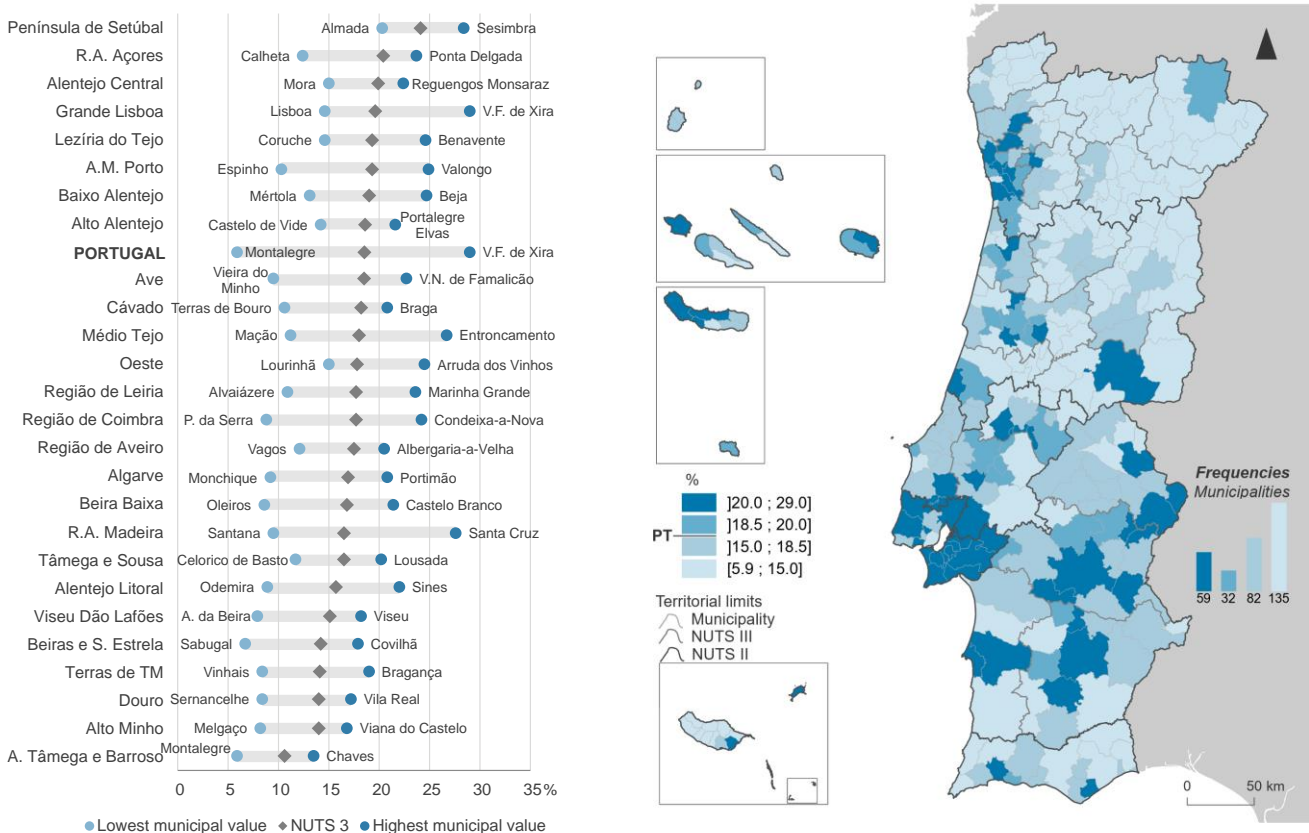 Península de Setúbal Almada Sesimbra
R.A. Açores Calheta Ponta Delgada
Alentejo Central Mora Reguengos Monsaraz
Grande Lisboa Lisboa V.F. de Xira
Lezíria do Tejo Coruche Benavente
A.M. Porto Espinho Valongo
Baixo Alentejo Mértola Beja
Alto Alentejo Castelo de Vide Portalegre
Elvas
PORTUGAL Montalegre V.F. de Xira
Ave Vieira do
Minho V.N. de Famalicão
Cávado Terras de Bouro Braga
Médio Tejo Mação Entroncamento
Oeste Lourinhã Arruda dos Vinhos
Região de Leiria Alvaiázere Marinha Grande
Região de Coimbra P. da Serra Condeixa-a-Nova
Região de Aveiro Vagos Albergaria-a-Velha
Algarve Monchique Portimão
Beira Baixa Oleiros Castelo Branco
R.A. Madeira Santana Santa Cruz
Tâmega e Sousa Celorico de Basto Lousada
Alentejo Litoral Odemira Sines
Viseu Dão Lafões A. da Beira Viseu
Beiras e S. Estrela Sabugal Covilhã
Terras de TM Vinhais Bragança
Douro Sernancelhe Vila Real
Alto Minho Melgaço Viana do Castelo
A. Tâmega e Barroso Montalegre Chaves
0 5 10 15 20 25 30 35 %
Lowest municipal value NUTS 3 Highest municipal value
%
]20.0 ; 29.0]
]18.5 ; 20.0]
PT
]15.0 ; 18.5]
[5.9 ; 15.0]
Territorial limits
Municipality
NUTS III
NUTS II
Frequencies
Municipalities
59 32 82 135
0 50 km